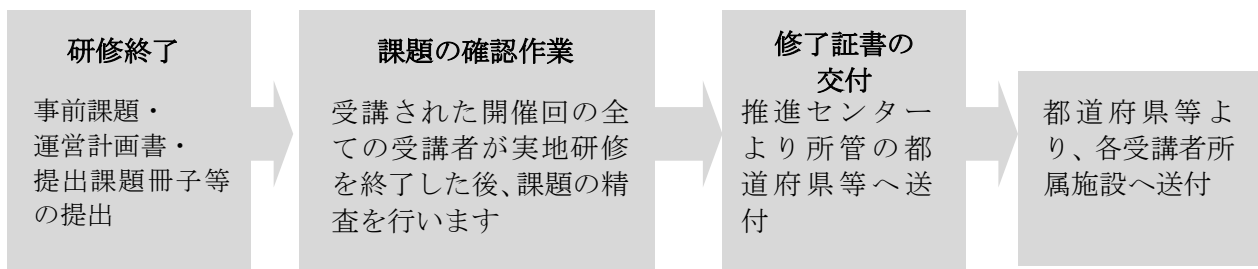 研修終了
事前課題・
運営計画書・
提出課題冊子等
の提出
課題の確認作業
受講された開催回の全
ての受講者が実地研修
を終了した後、課題の精
査を行います
修了証書の
交付
推進センター
より所管の都
道府県等へ送
付
都道府県等よ
り、各受講者所
属施設へ送付